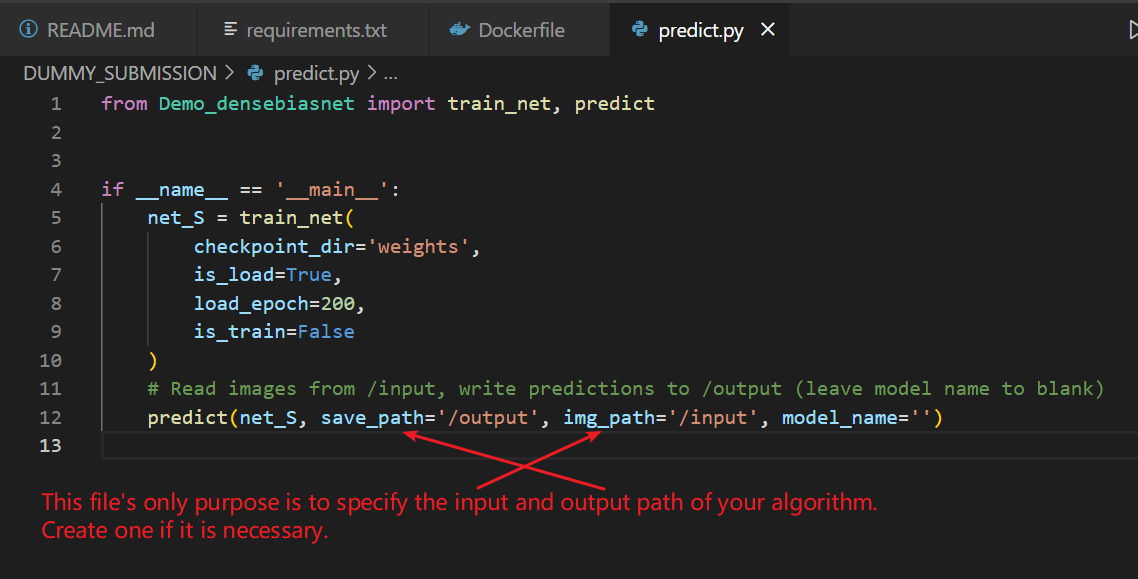 README.md requirements.txt Dockerfile predict.py
DUMMY_SUBMISSION > predict.py > ...
1 from Demo_densebiasnet import train_net, predict
2
3
4 if __name__ == '__main__':
5 net_S = train_net(
6 checkpoint_dir='weights',
7 is_load=True,
8 load_epoch=200,
9 is_train=False
10 )
11 # Read images from /input, write predictions to /output (leave model name to blank)
12 predict(net_S, save_path='/output', img_path='/input', model_name='')
13
This file's only purpose is to specify the input and output path of your algorithm.
Create one if it is necessary.